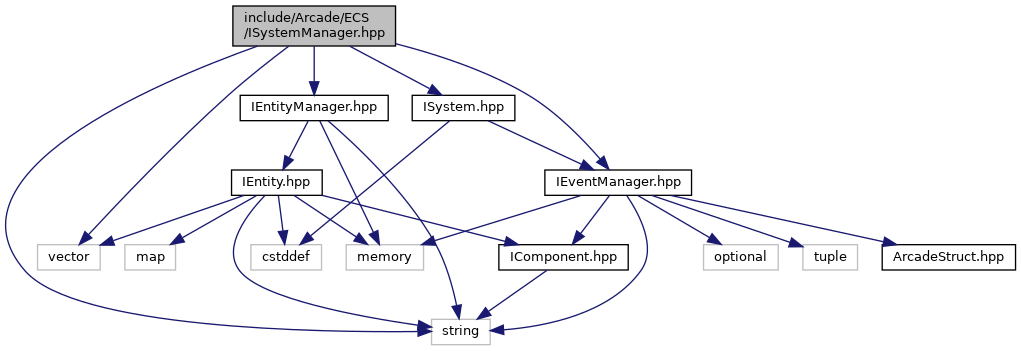 include/Arcade/ECS
/ISystemManager.hpp
IEntityManager.hpp
ISystem.hpp
IEntity.hpp
IEventManager.hpp
vector
map
cstddef
memory
IComponent.hpp
optional
tuple
ArcadeStruct.hpp
string